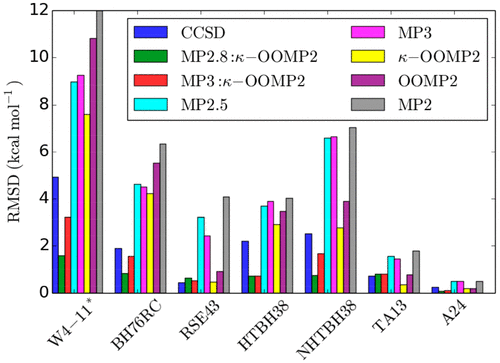 RMSD (kcal mol⁻¹)
12
10
8
6
4
2
0
CCSD
MP2.8:κ−OOMP2
MP3:κ−OOMP2
MP2.5
MP3
κ−OOMP2
OOMP2
MP2
W4−11*
BH76RC
RSE43
HTBH38
NHTBH38
TA13
A24